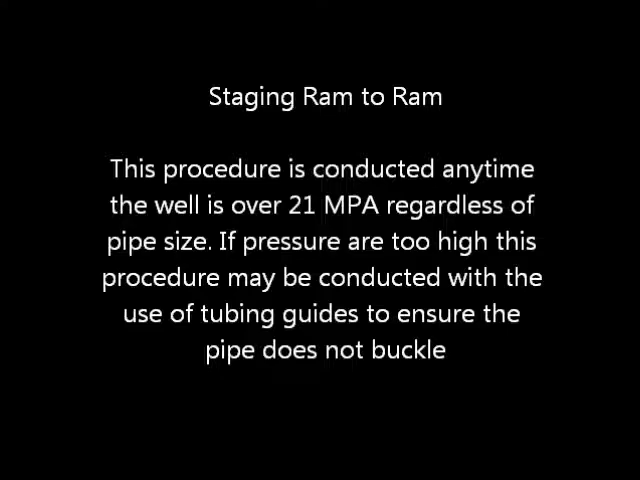 Staging Ram to Ram
This procedure is conducted anytime
the well is over 21 MPA regardless of
pipe size. If pressure are too high this
procedure may be conducted with the
use of tubing guides to ensure the
pipe does not buckle